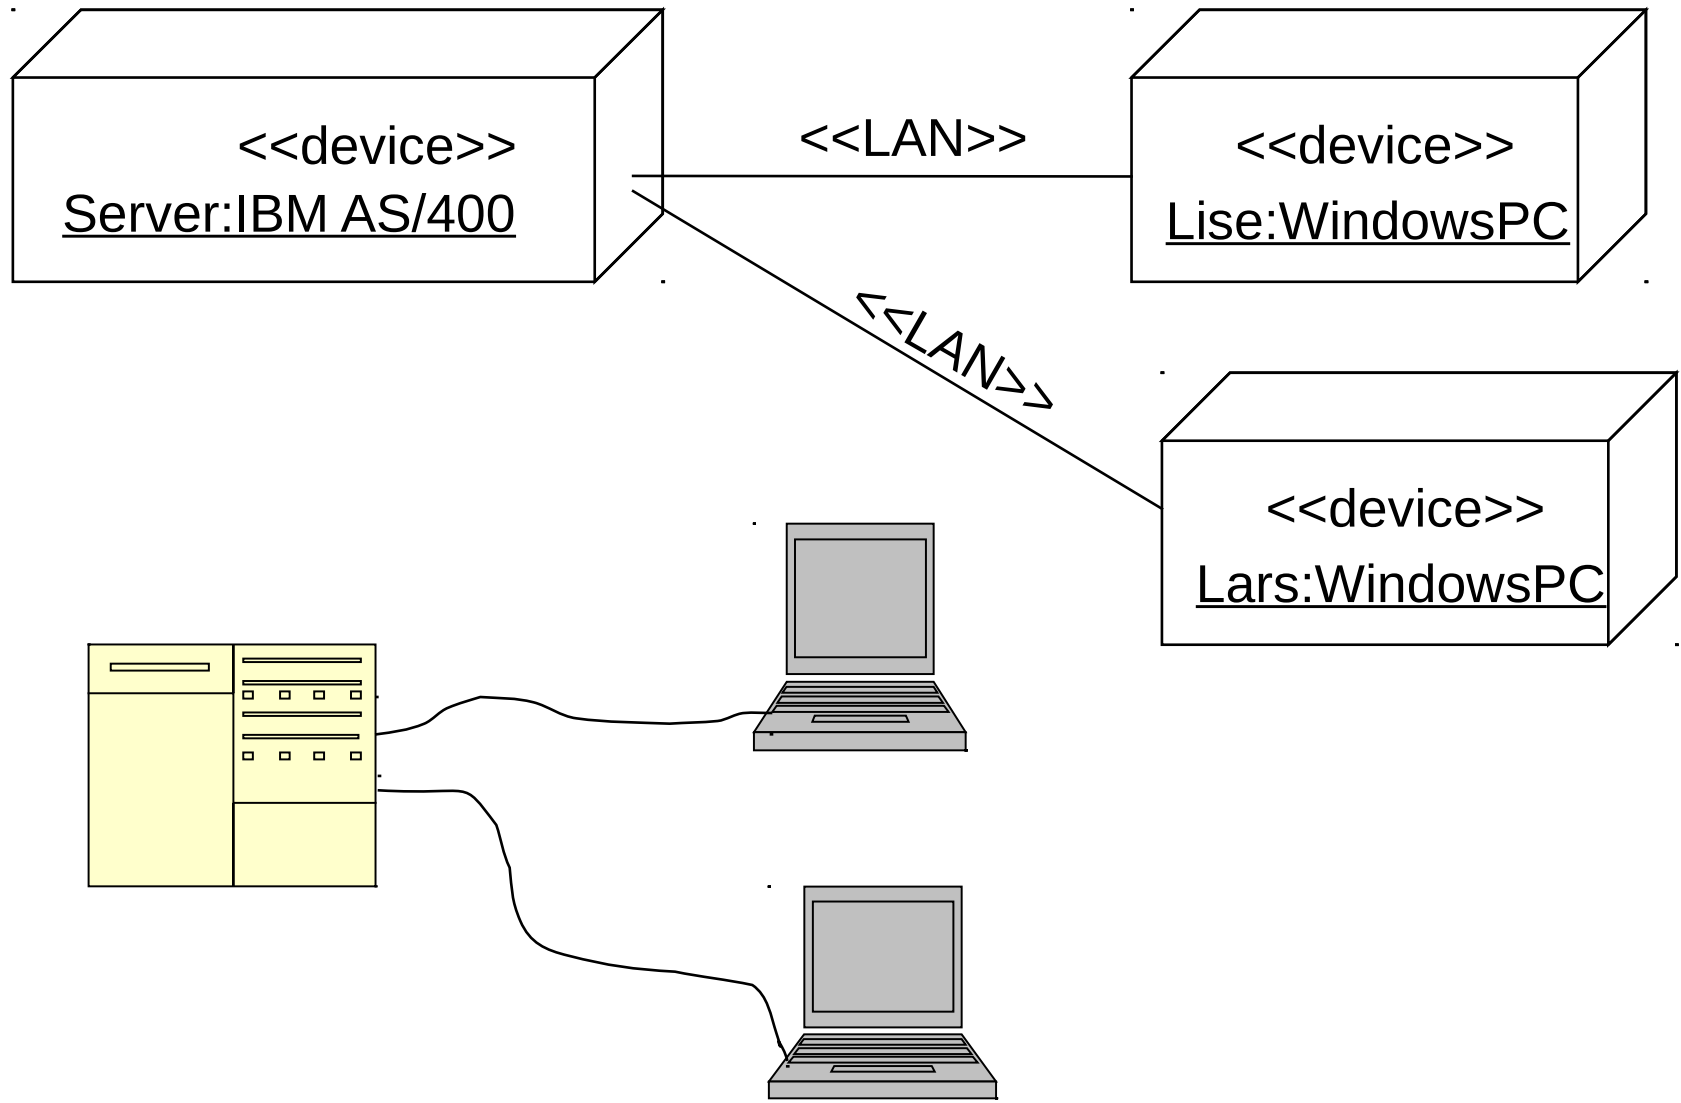 <<device>>
Server:IBM AS/400
<<LAN>>
<<device>>
Lise:WindowsPC
<<LAN>>
<<device>>
Lars:WindowsPC